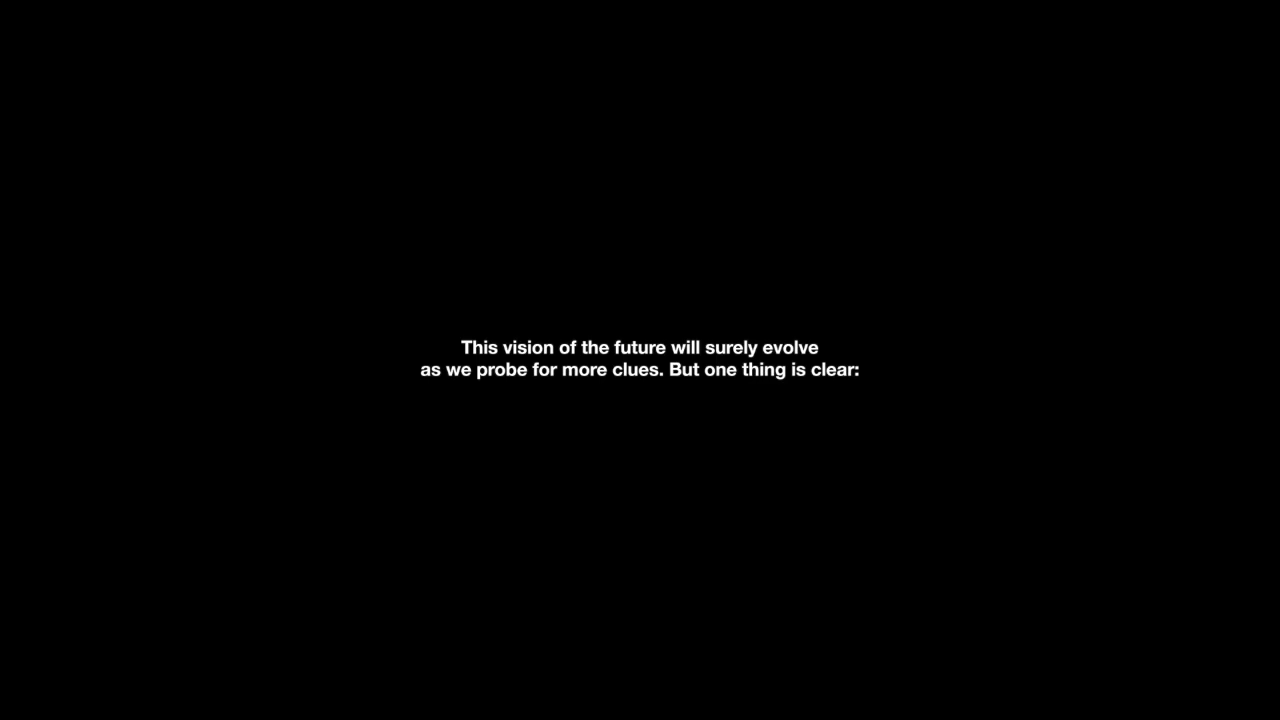 This vision of the future will surely evolve
as we probe for more clues. But one thing is clear: